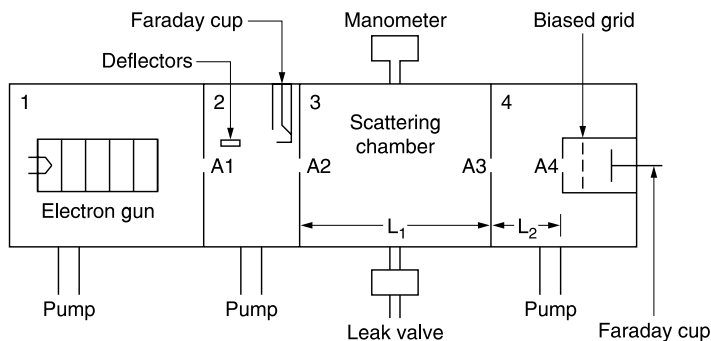 Faraday cup
Manometer
Biased grid
Deflectors
1
2
3
4
Scattering
chamber
A1
A2
A3
A4
Electron gun
L1
L2
Pump
Pump
Leak valve
Pump
Faraday cup